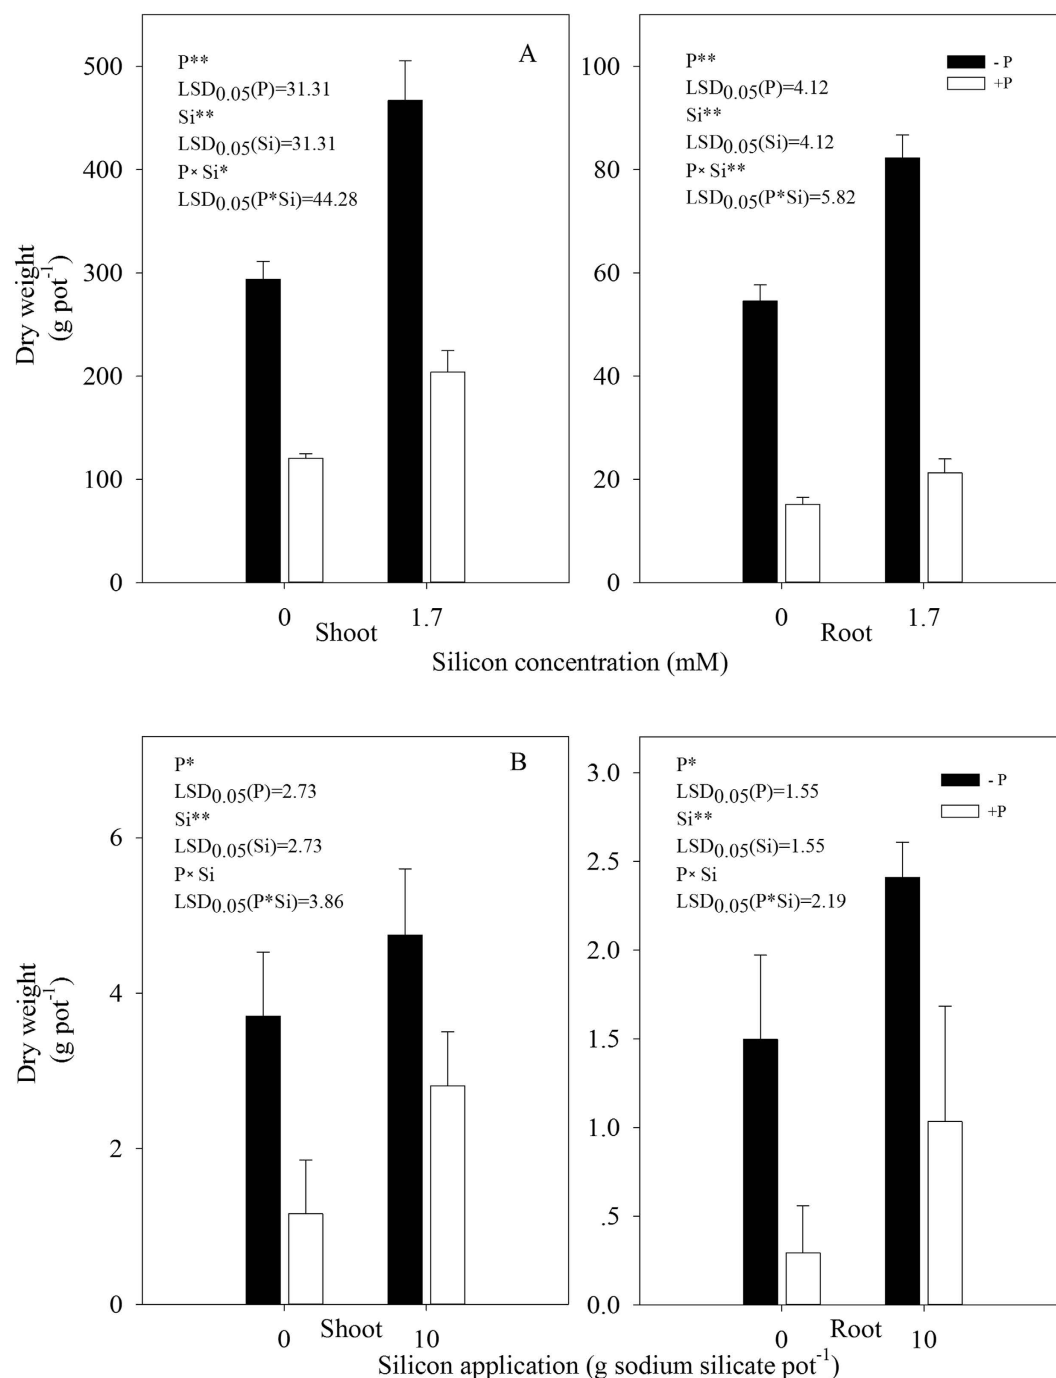 A
P**
LSD0.05(P)=31.31
Si**
LSD0.05(Si)=31.31
P× Si*
LSD0.05(P*Si)=44.28
500
400
300
200
100
0
Dry weight
(g pot-1)
0
1.7
Shoot
P**
LSD0.05(P)=4.12
Si**
LSD0.05(Si)=4.12
P× Si**
LSD0.05(P*Si)=5.82
- P
+P
100
80
60
40
20
0
0
1.7
Root
Silicon concentration (mM)
B
P*
LSD0.05(P)=2.73
Si**
LSD0.05(Si)=2.73
P× Si
LSD0.05(P*Si)=3.86
6
4
2
0
Dry weight
(g pot-1)
Shoot
0
10
P*
LSD0.05(P)=1.55
Si**
LSD0.05(Si)=1.55
P× Si
LSD0.05(P*Si)=2.19
- P
+P
3.0
2.5
2.0
1.5
1.0
.5
0.0
Root
0
10
Silicon application (g sodium silicate pot-1)